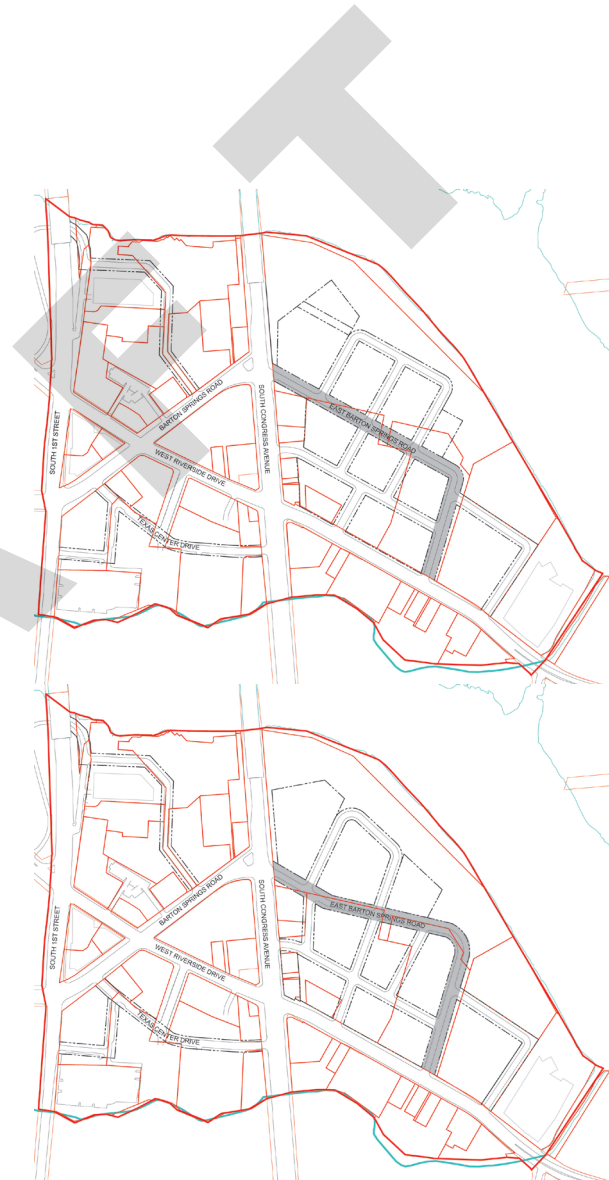 SOUTH 1ST STREET
BARTON SPRINGS ROAD
WEST RIVERSIDE DRIVE
TEXAS CENTER DRIVE
SOUTH CONGRESS AVENUE
EAST BARTON SPRINGS ROAD
SOUTH 1ST STREET
BARTON SPRINGS ROAD
WEST RIVERSIDE DRIVE
TEXAS CENTER DRIVE
SOUTH CONGRESS AVENUE
EAST BARTON SPRINGS ROAD